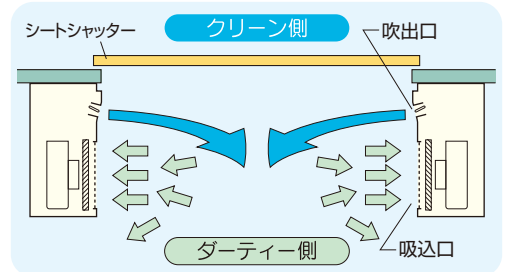 シートシャッター
クリーン側
吹出口
ダーティー側
吸込口